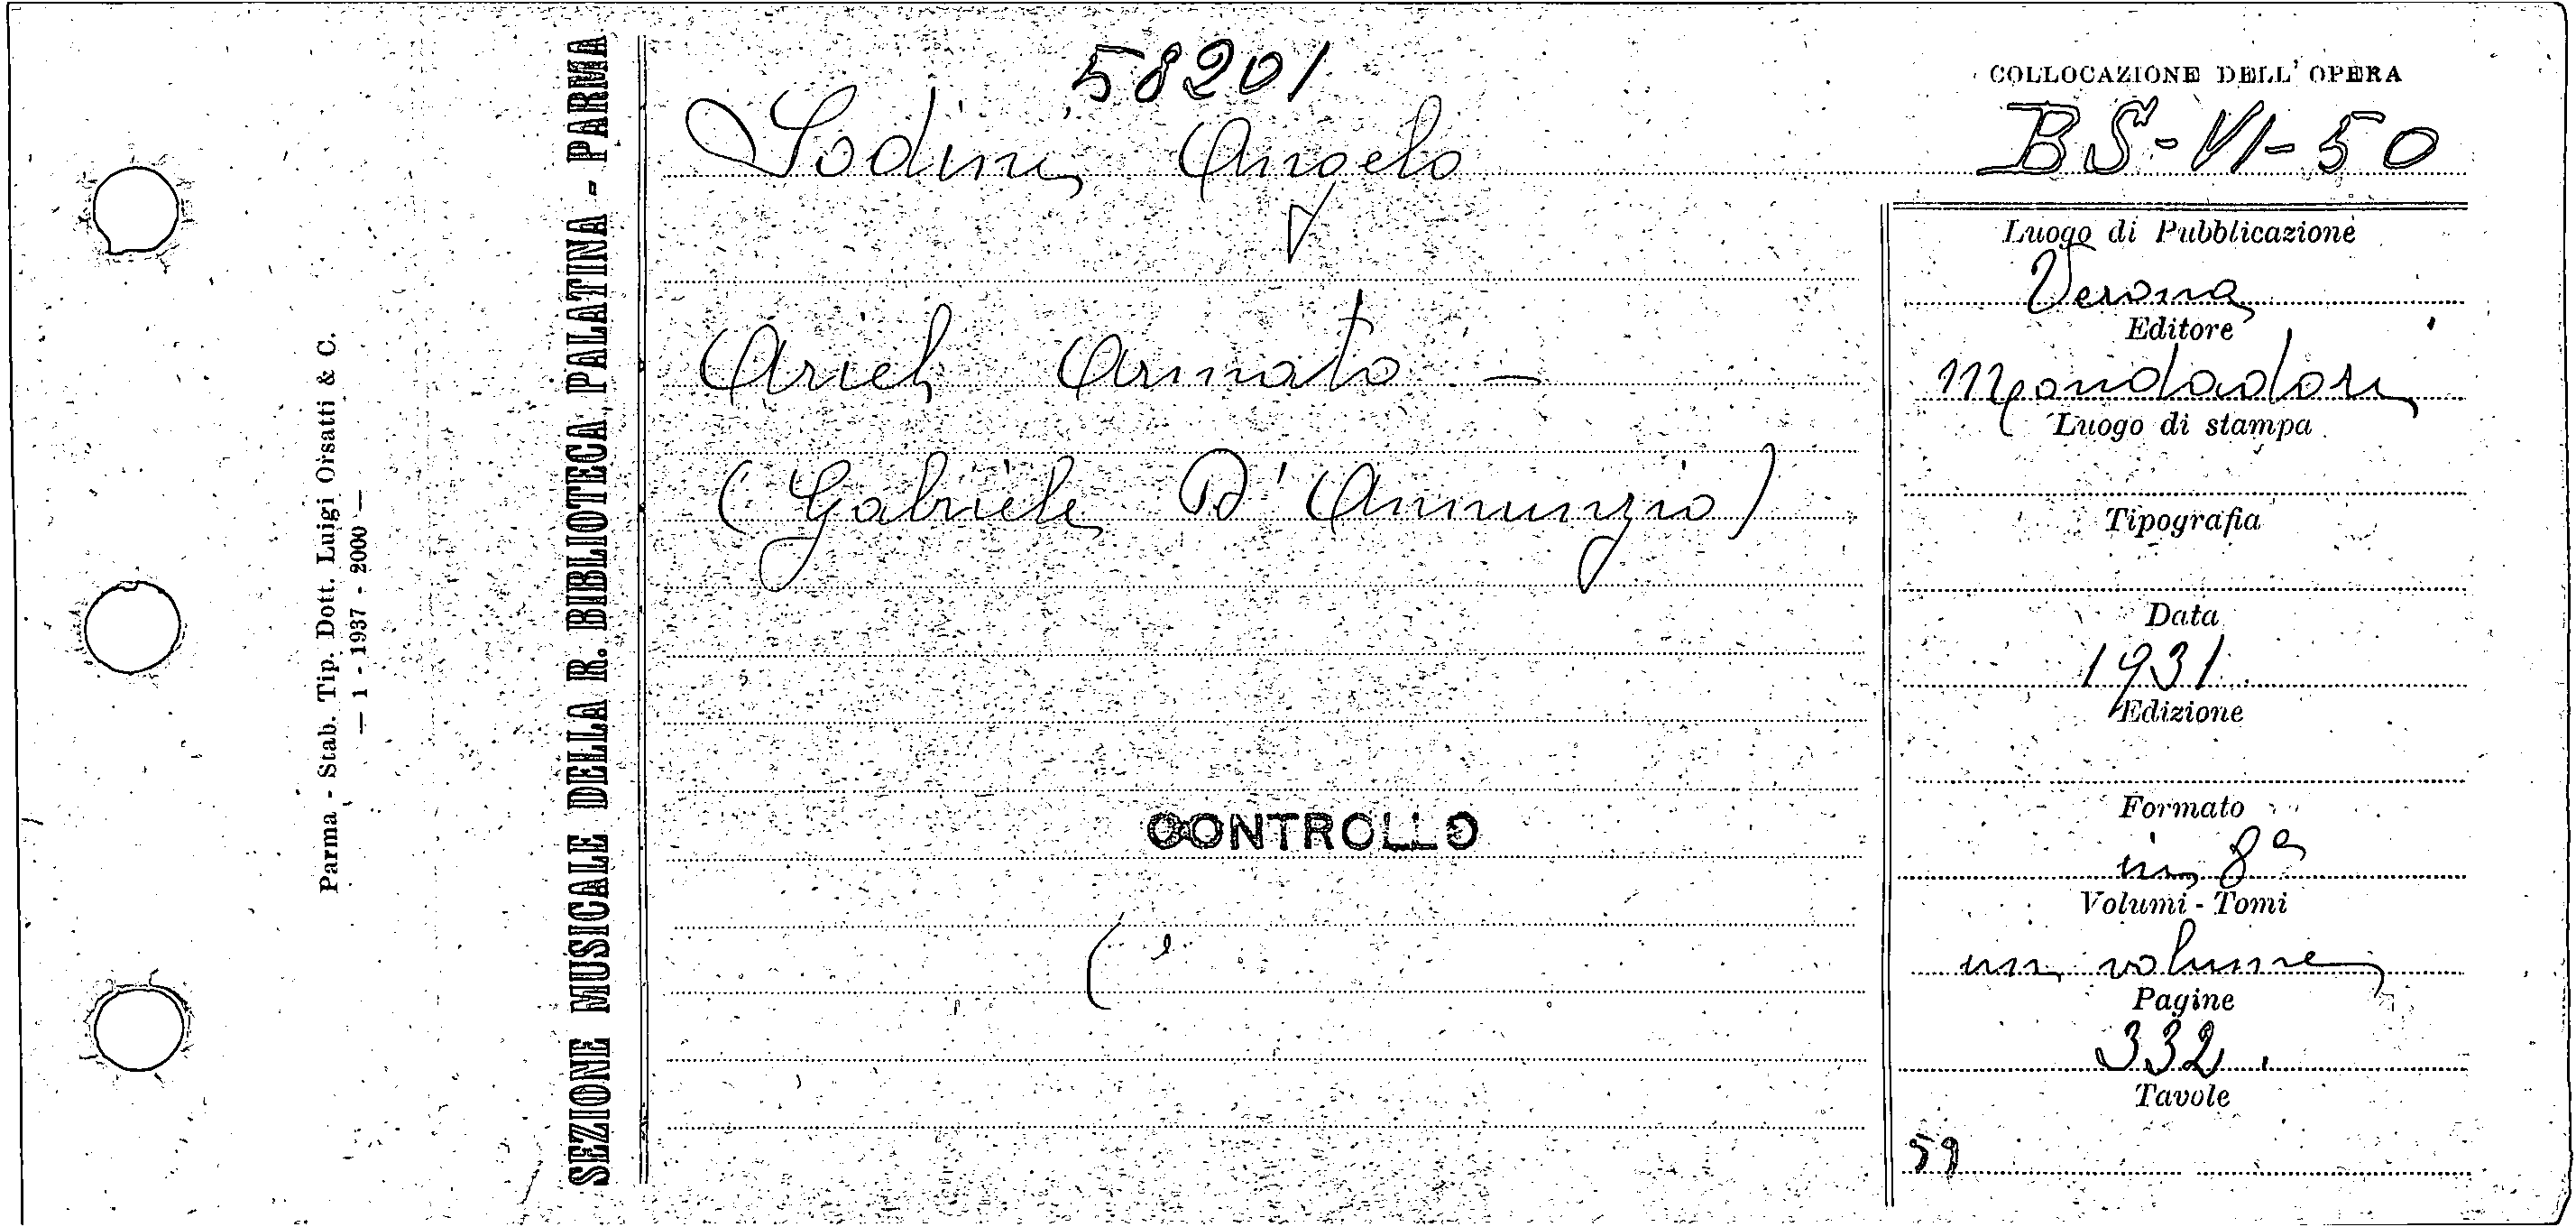 58201
Sodini Angelo
Ariel Armato -
(Gabriele D'Annunzio)
CONTROLLO
COLLOCAZIONE DELL' OPERA
BS-VI-50
Luogo di Pubblicazione
Verona
Editore
Mondadori
Luogo di stampa
Tipografia
Data
1931
Edizione
Formato
in 8º
Volumi - Tomi
un volume
Pagine
332.
Tavole
59
SEZIONE MUSICALE DELLA R. BIBLIOTECA PALATINA - PARMA
Parma - Stab. Tip. Dott. Luigi Orsatti & C.
— 1 - 1937 - 2000 —